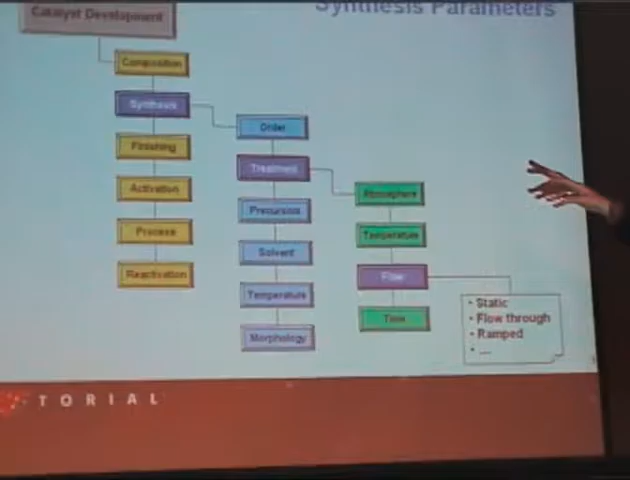 Synthesis Parameters
Catalyst Development
Composition
Synthesis
Finishing
Activation
Process
Reactivation
Order
Treatment
Precursors
Solvent
Temperature
Morphology
Atmosphere
Temperature
Flow
Time
• Static
• Flow through
• Ramped
• ....
TORIAL